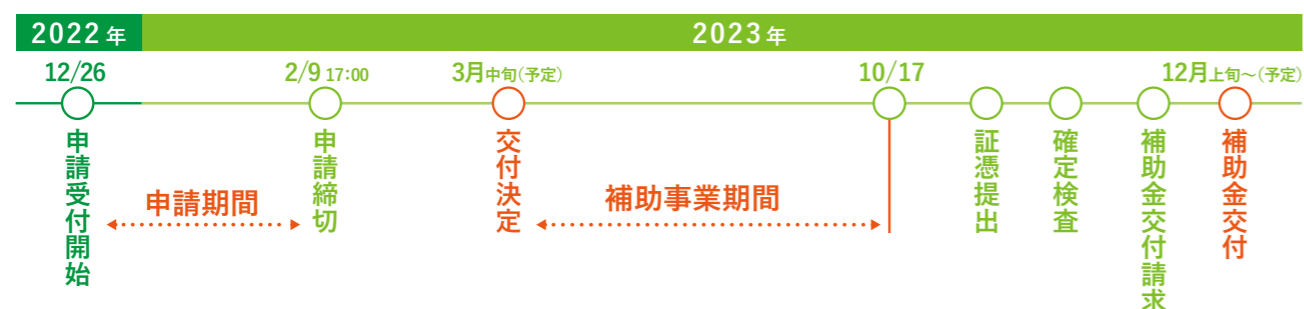 2022年
2023年
12/26
2/9 17:00
3月中旬(予定)
10/17
12月上旬～(予定)
申請受付開始
申請期間
申請締切
交付決定
補助事業期間
証憑提出
確定検査
補助金交付請求
補助金交付